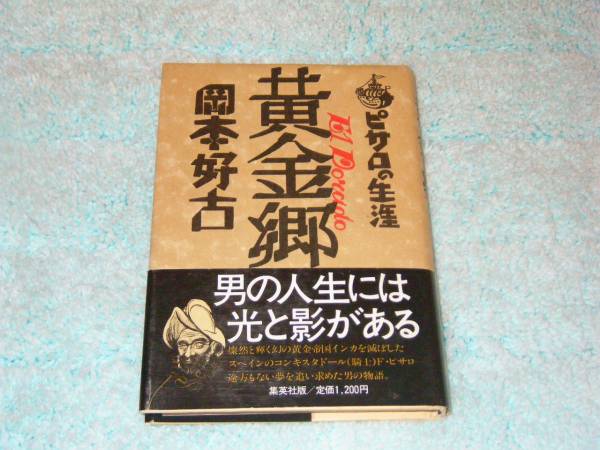 ピサロの生涯
黄金郷
El Dorado
岡本好古
男の人生には
光と影がある
燦然と輝く幻の黄金帝国インカを滅ぼした
スペインのコンキスタドール(騎士)F・ピサロ
途方もない夢を追い求めた男の物語。
集英社版/定価1,200円